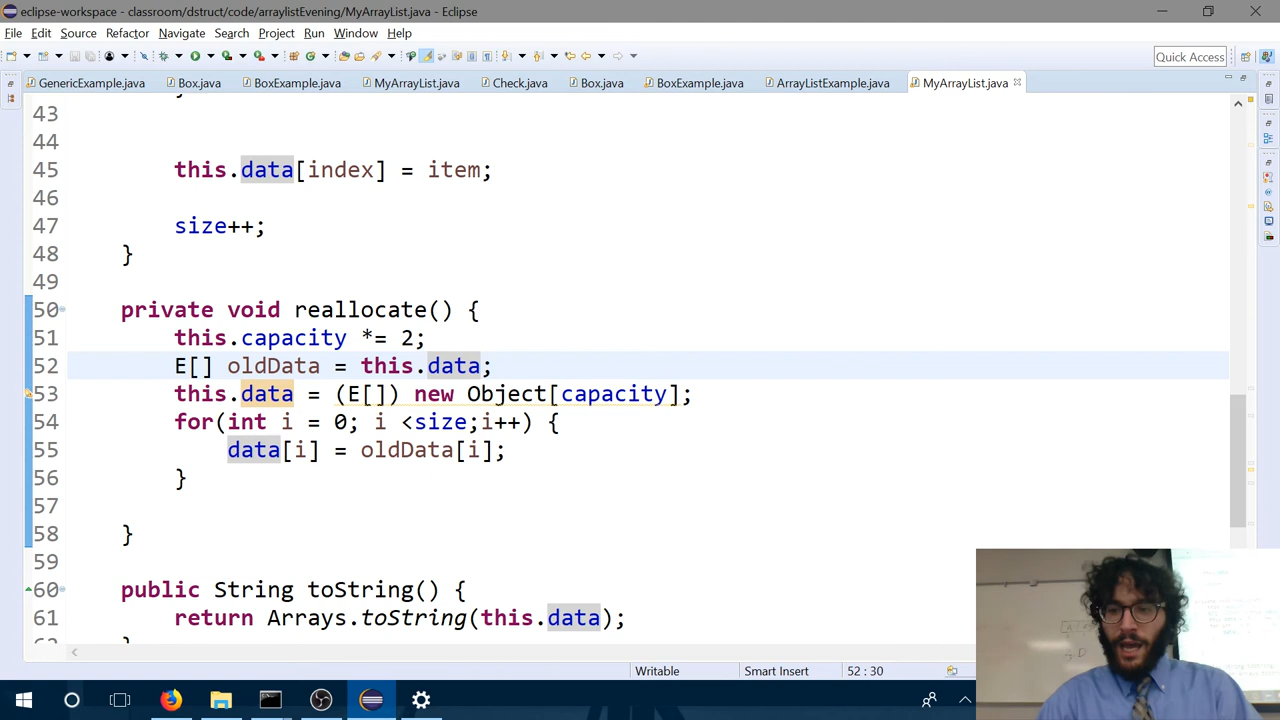 eclipse-workspace - classroom/dstruct/code/arraylistEvening/MyArrayList.java - Eclipse
File Edit Source Refactor Navigate Search Project Run Window Help
Quick Access
GenericExample.java Box.java BoxExample.java MyArrayList.java Check.java Box.java BoxExample.java ArrayListExample.java MyArrayList.java
43
44
45 this.data[index] = item;
46
47 size++;
48 }
49
50 private void reallocate() {
51 this.capacity *= 2;
52 E[] oldData = this.data;
53 this.data = (E[]) new Object[capacity];
54 for(int i = 0; i <size;i++) {
55 data[i] = oldData[i];
56 }
57
58 }
59
60 public String toString() {
61 return Arrays.toString(this.data);
Writable Smart Insert 52 : 30